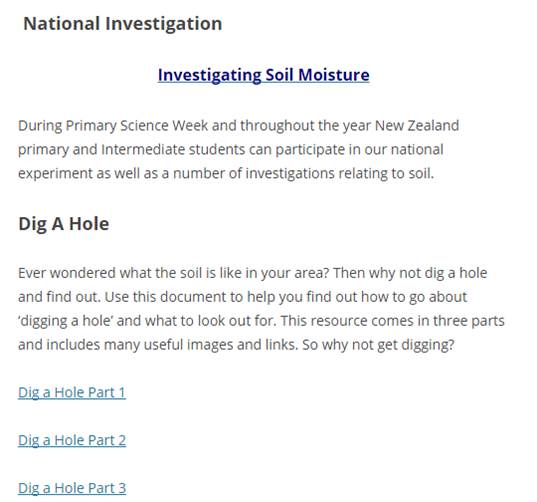 National Investigation
Investigating Soil Moisture
During Primary Science Week and throughout the year New Zealand
primary and Intermediate students can participate in our national
experiment as well as a number of investigations relating to soil.
Dig A Hole
Ever wondered what the soil is like in your area? Then why not dig a hole
and find out. Use this document to help you find out how to go about
‘digging a hole’ and what to look out for. This resource comes in three parts
and includes many useful images and links. So why not get digging?
Dig a Hole Part 1
Dig a Hole Part 2
Dig a Hole Part 3